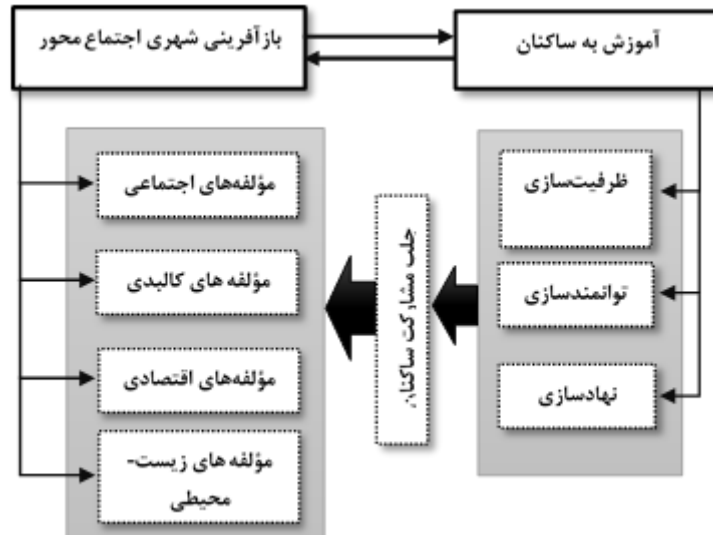 آموزش به ساکنان
بازآفرینی شهری اجتماع محور
ظرفیت‌سازی
توانمندسازی
نهادسازی
جلب مشارکت ساکنان
مؤلفه‌های اجتماعی
مؤلفه های کالبدی
مؤلفه‌های اقتصادی
مؤلفه های زیست-
محیطی